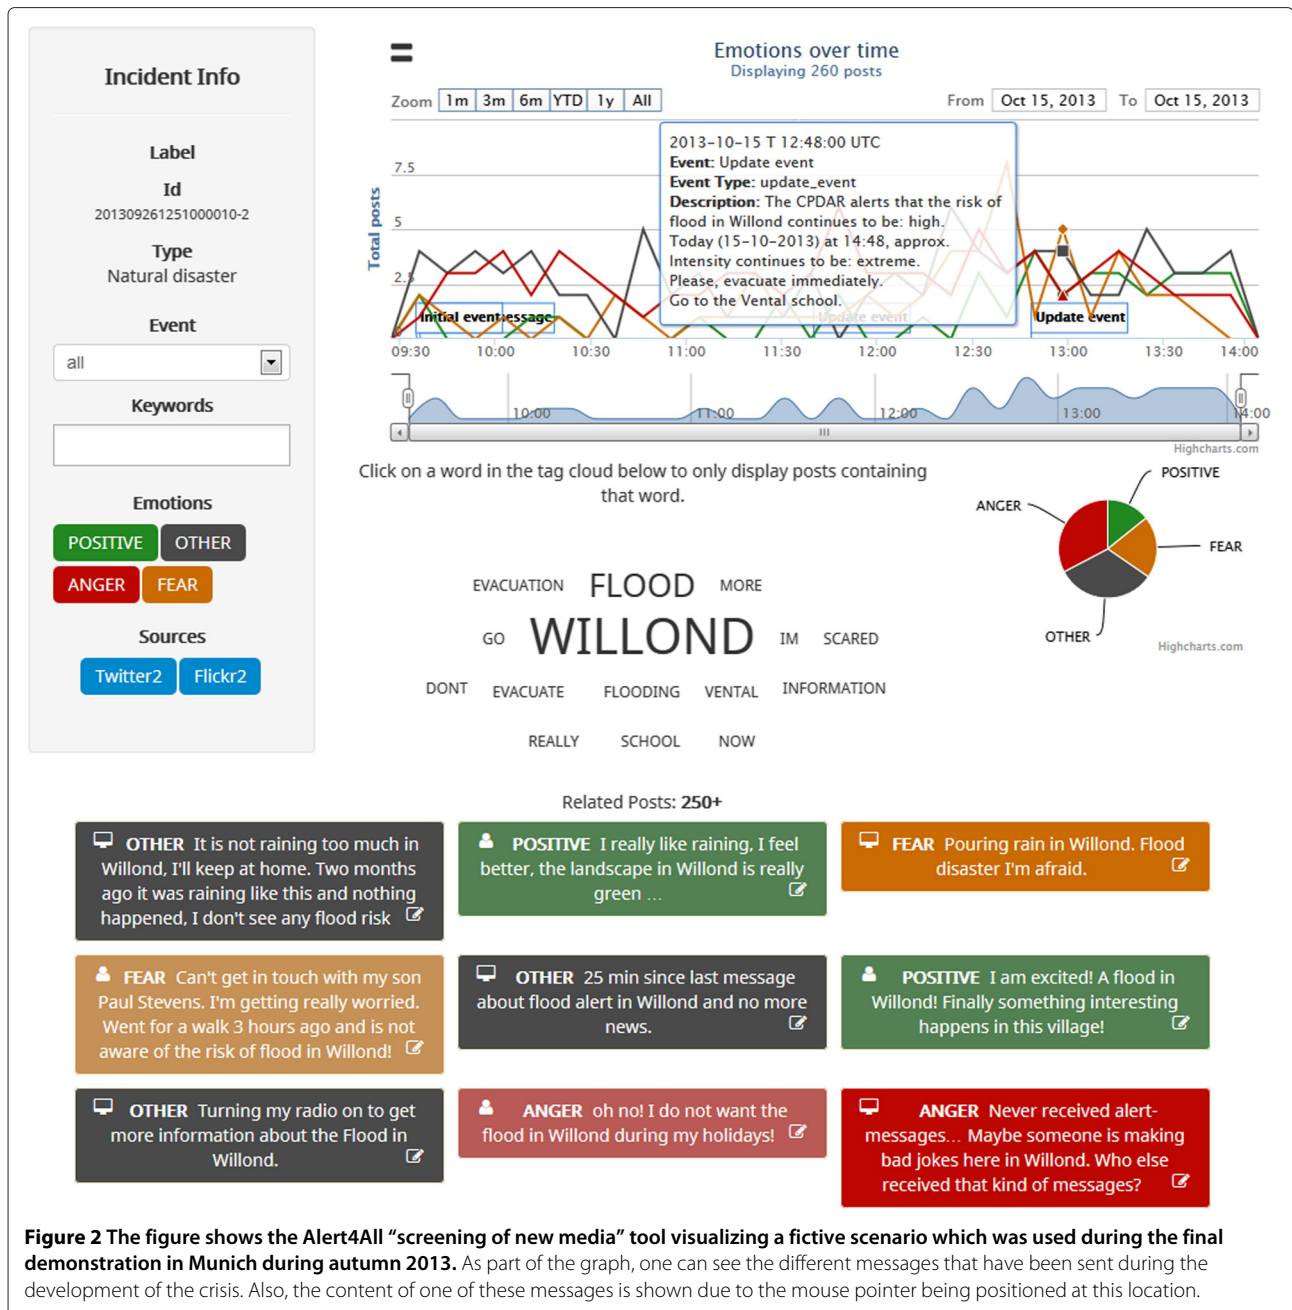 Incident Info
Label
Id
201309261251000010-2
Type
Natural disaster
Event
all
Keywords
Emotions
POSITIVE OTHER
ANGER FEAR
Sources
Twitter2 Flickr2
Emotions over time
Displaying 260 posts
Zoom 1m 3m 6m YTD 1y All
From Oct 15, 2013 To Oct 15, 2013
Total posts
7.5
5
2.5
0
2013-10-15 T 12:48:00 UTC
Event: Update event
Event Type: update_event
Description: The CPDAR alerts that the risk of
flood in Willond continues to be: high.
Today (15-10-2013) at 14:48, approx.
Intensity continues to be: extreme.
Please, evacuate immediately.
Go to the Vental school.
Initial event essage Update event Update event
09:30 10:00 10:30 11:00 11:30 12:00 12:30 13:00 13:30 14:00
10:00 11:00 12:00 13:00 14:00
Highcharts.com
Click on a word in the tag cloud below to only display posts containing
that word.
POSITIVE
ANGER
FEAR
OTHER
Highcharts.com
EVACUATION FLOOD MORE
GO WILLOND IM SCARED
DONT EVACUATE FLOODING VENTAL INFORMATION
REALLY SCHOOL NOW
Related Posts: 250+
OTHER It is not raining too much in
Willond, I'll keep at home. Two months
ago it was raining like this and nothing
happened, I don't see any flood risk
POSITIVE I really like raining, I feel
better, the landscape in Willond is really
green ...
FEAR Pouring rain in Willond. Flood
disaster I'm afraid.
FEAR Can't get in touch with my son
Paul Stevens. I'm getting really worried.
Went for a walk 3 hours ago and is not
aware of the risk of flood in Willond!
OTHER 25 min since last message
about flood alert in Willond and no more
news.
POSITIVE I am excited! A flood in
Willond! Finally something interesting
happens in this village!
OTHER Turning my radio on to get
more information about the Flood in
Willond.
ANGER oh no! I do not want the
flood in Willond during my holidays!
ANGER Never received alert-
messages... Maybe someone is making
bad jokes here in Willond. Who else
received that kind of messages?
Figure 2 The figure shows the Alert4All “screening of new media” tool visualizing a fictive scenario which was used during the final
demonstration in Munich during autumn 2013. As part of the graph, one can see the different messages that have been sent during the
development of the crisis. Also, the content of one of these messages is shown due to the mouse pointer being positioned at this location.